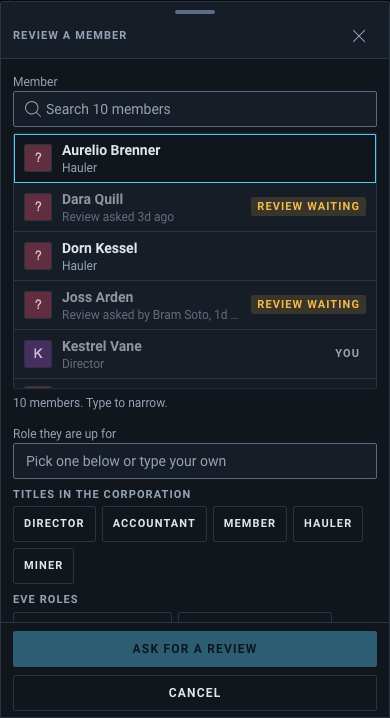 REVIEW A MEMBER
Member
Search 10 members
?
Aurelio Brenner
Hauler
?
Dara Quill
Review asked 3d ago
REVIEW WAITING
?
Dorn Kessel
Hauler
?
Joss Arden
Review asked by Bram Soto, 1d ...
REVIEW WAITING
K
Kestrel Vane
Director
YOU
10 members. Type to narrow.
Role they are up for
Pick one below or type your own
TITLES IN THE CORPORATION
DIRECTOR
ACCOUNTANT
MEMBER
HAULER
MINER
EVE ROLES
ASK FOR A REVIEW
CANCEL